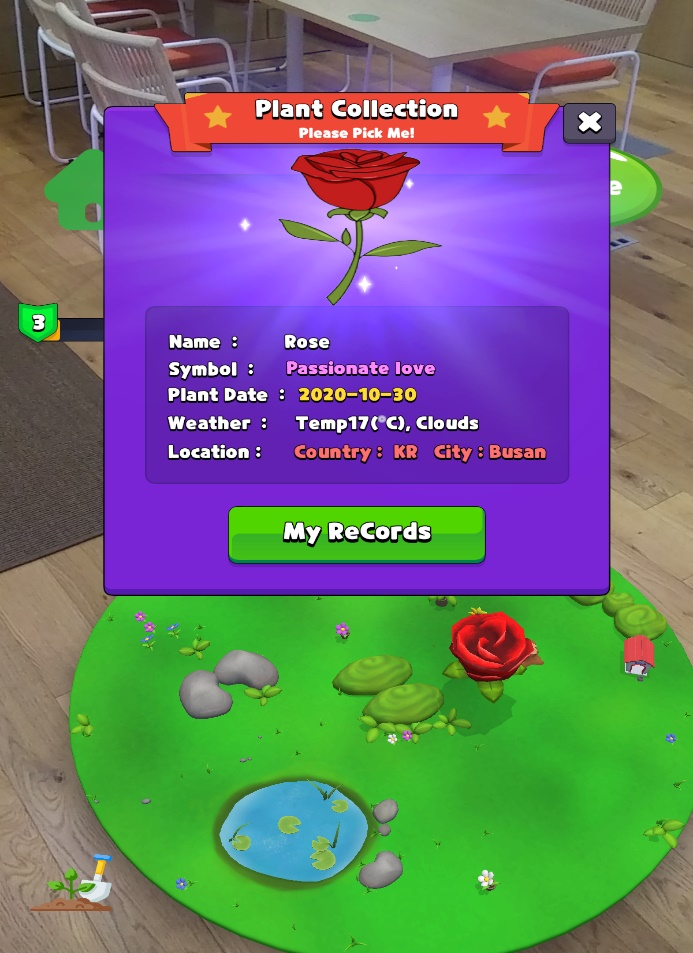 Plant Collection
Please Pick Me!
e
3
Name : Rose
Symbol : Passionate love
Plant Date : 2020-10-30
Weather : Temp17(°C), Clouds
Location : Country : KR City : Busan
My ReCords